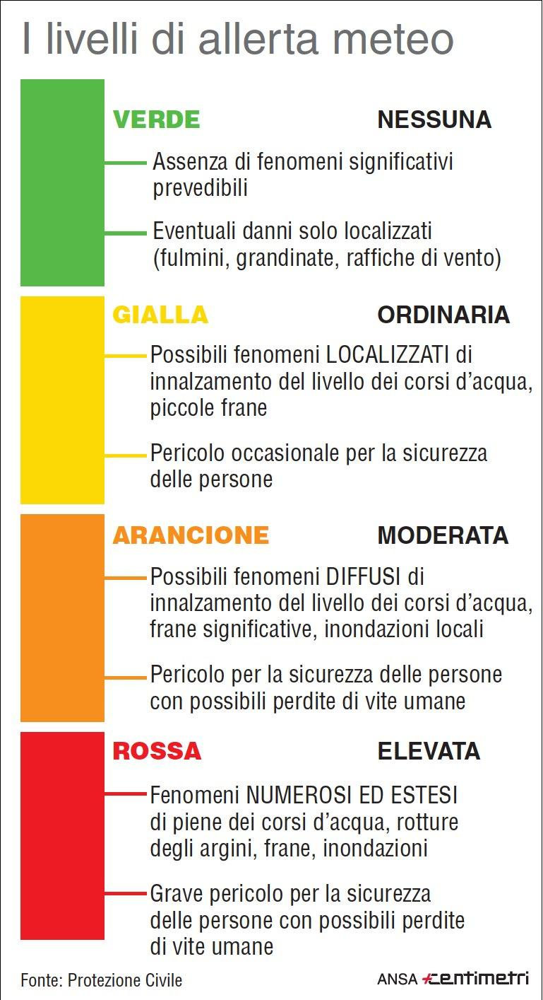 I livelli di allerta meteo
VERDE NESSUNA
Assenza di fenomeni significativi
prevedibili
Eventuali danni solo localizzati
(fulmini, grandinate, raffiche di vento)
GIALLA ORDINARIA
Possibili fenomeni LOCALIZZATI di
innalzamento del livello dei corsi d’acqua,
piccole frane
Pericolo occasionale per la sicurezza
delle persone
ARANCIONE MODERATA
Possibili fenomeni DIFFUSI di
innalzamento del livello dei corsi d’acqua,
frane significative, inondazioni locali
Pericolo per la sicurezza delle persone
con possibili perdite di vite umane
ROSSA ELEVATA
Fenomeni NUMEROSI ED ESTESI
di piene dei corsi d’acqua, rotture
degli argini, frane, inondazioni
Grave pericolo per la sicurezza
delle persone con possibili perdite
di vite umane
Fonte: Protezione Civile ANSA centimetri